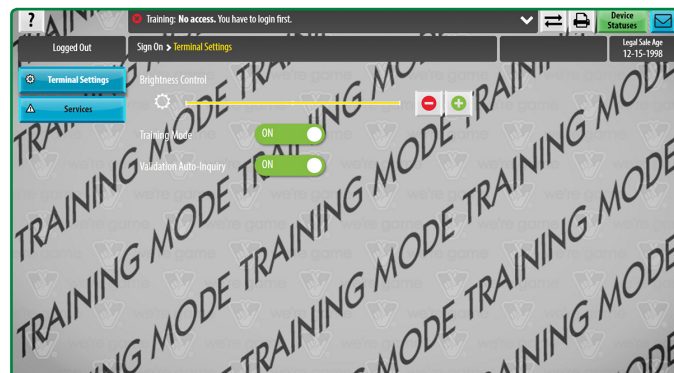 ?
Training: No access. You have to login first.
Device
Statuses
Logged Out
Sign On > Terminal Settings
Legal Sale Age
12-15-1998
Terminal Settings
Brightness Control
Services
Training Mode
ON
Validation Auto-Inquiry
ON
TRAINING MODE TRAINING MODE
TRAINING MODE TRAINING MODE TRAINING MODE
TRAINING MODE TRAINING MODE TRAINING MODE
we're game